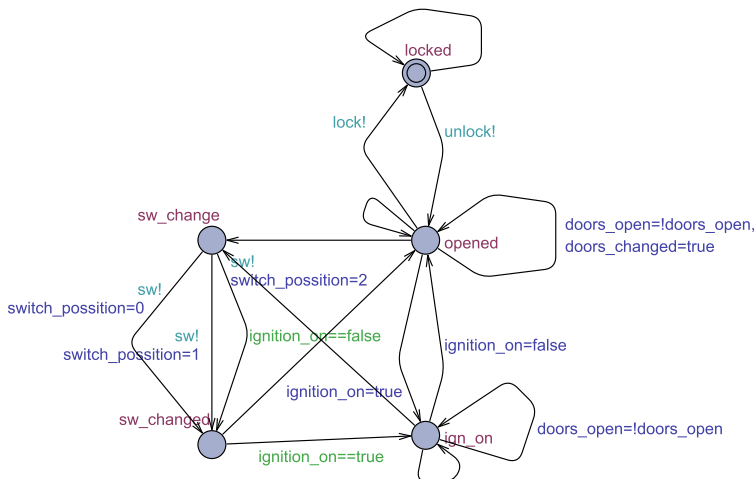 locked
lock!
unlock!
sw_change
opened
doors_open=!doors_open,
doors_changed=true
sw!
switch_possition=2
sw!
switch_possition=0
sw!
switch_possition=1
ignition_on==false
ignition_on=false
ignition_on=true
sw_changed
ign_on
doors_open=!doors_open
ignition_on==true